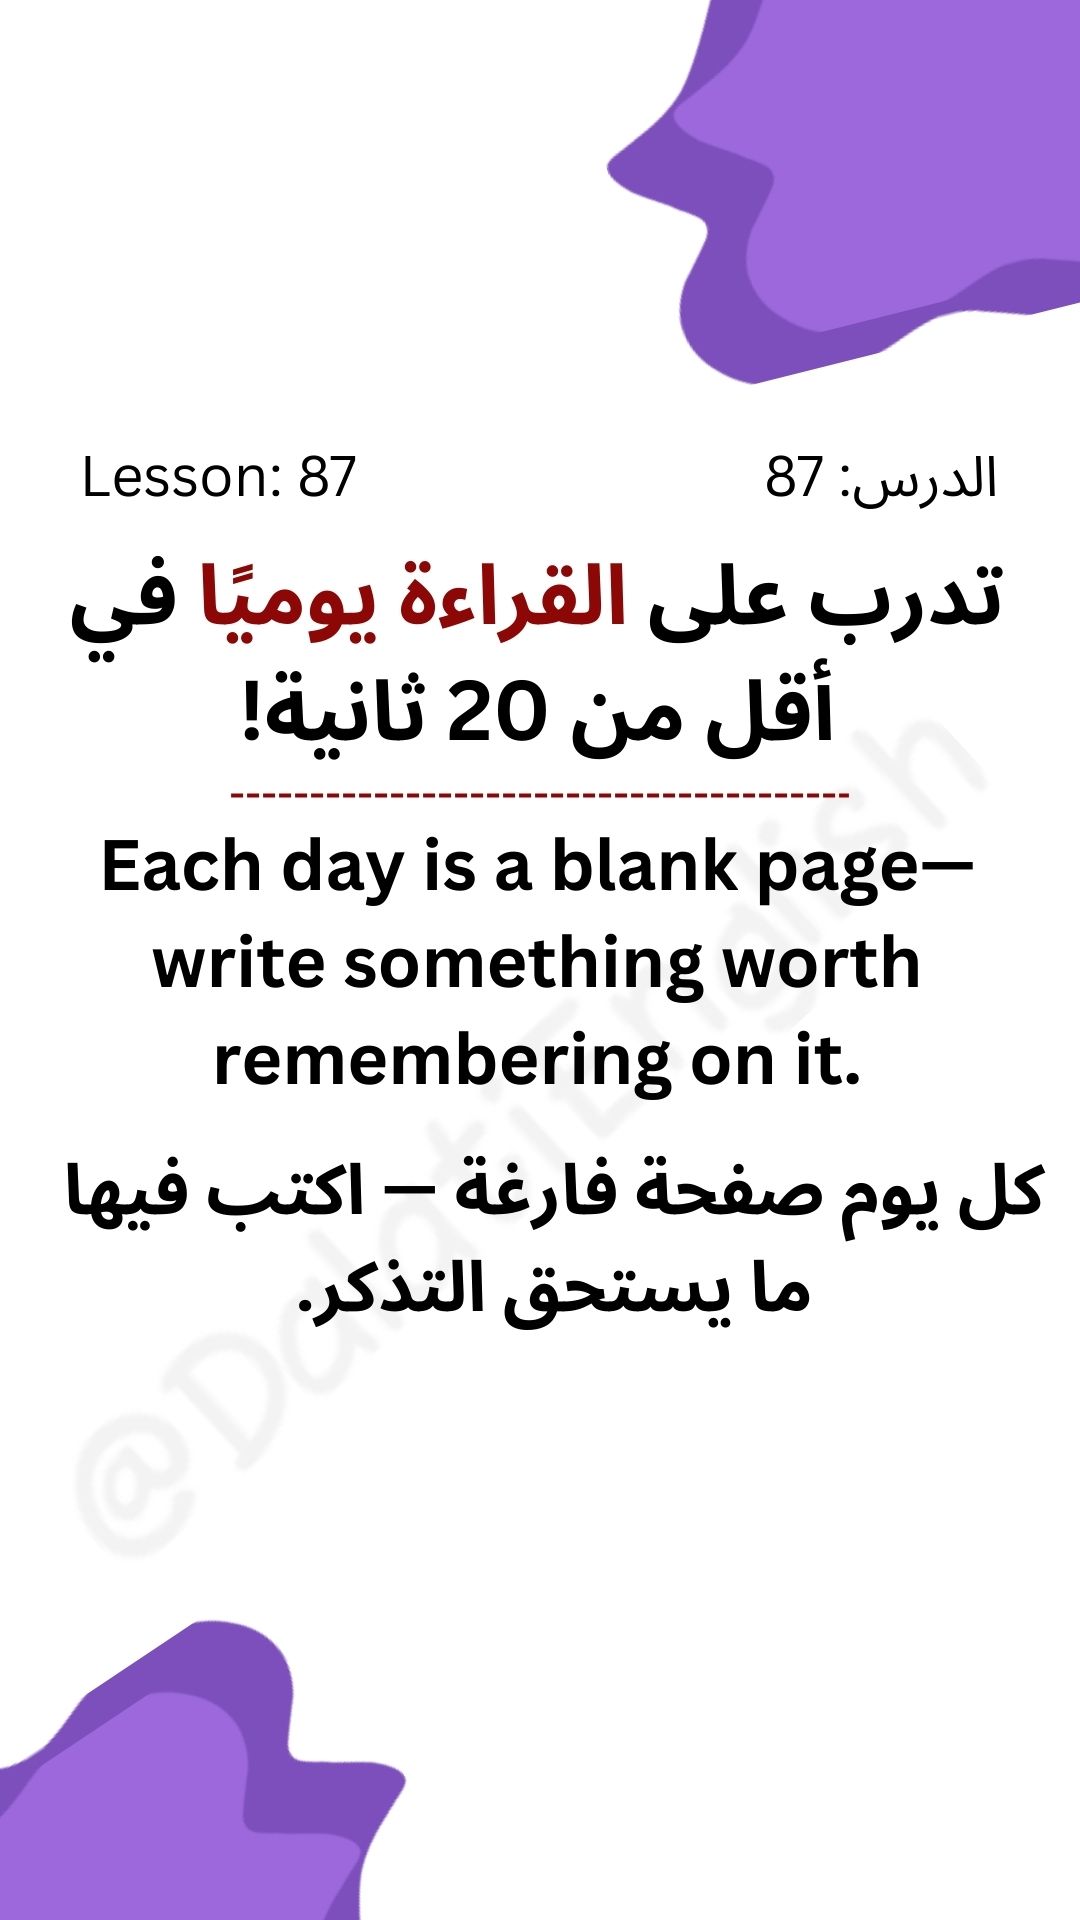 Lesson: 87
الدرس: 87
تدرب على القراءة يوميًا في
أقل من 20 ثانية!
---------------------------------------
Each day is a blank page—
write something worth
remembering on it.
كل يوم صفحة فارغة — اكتب فيها
ما يستحق التذكر.
@DalatiEnglish